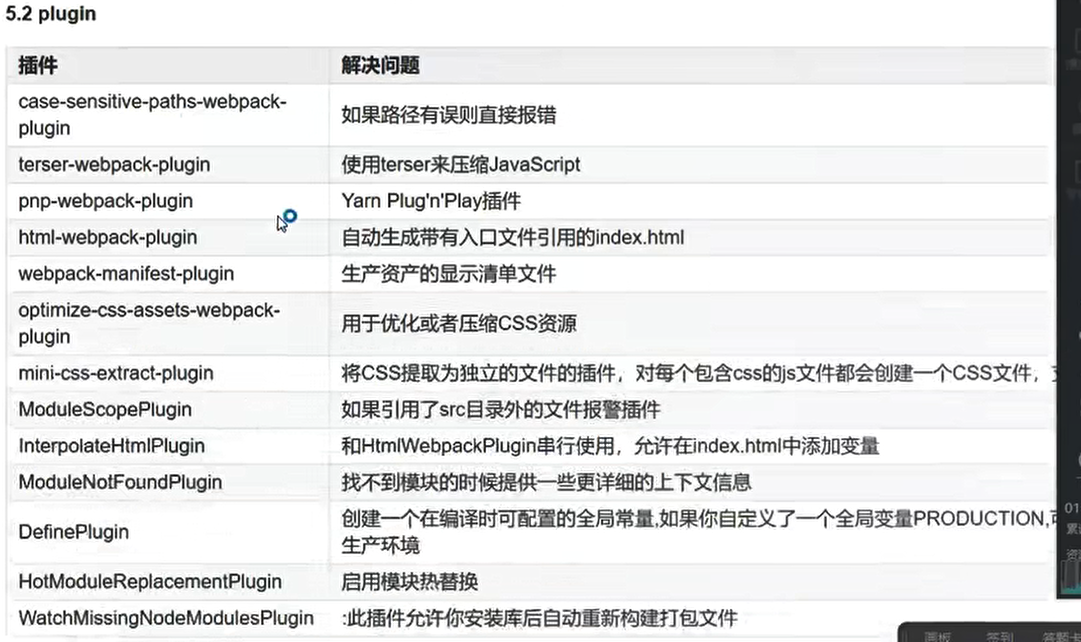 5.2 plugin
插件 解决问题
case-sensitive-paths-webpack-
plugin
如果路径有误则直接报错
terser-webpack-plugin 使用terser来压缩JavaScript
pnp-webpack-plugin Yarn Plug'n'Play插件
html-webpack-plugin 自动生成带有入口文件引用的index.html
webpack-manifest-plugin 生产资产的显示清单文件
optimize-css-assets-webpack-
plugin
用于优化或者压缩CSS资源
mini-css-extract-plugin 将CSS提取为独立的文件的插件，对每个包含css的js文件都会创建一个CSS文件，
ModuleScopePlugin 如果引用了src目录外的文件报警插件
InterpolateHtmlPlugin 和HtmlWebpackPlugin串行使用，允许在index.html中添加变量
ModuleNotFoundPlugin 找不到模块的时候提供一些更详细的上下文信息
DefinePlugin
创建一个在编译时可配置的全局常量,如果你自定义了一个全局变量PRODUCTION,
生产环境
HotModuleReplacementPlugin 启用模块热替换
WatchMissingNodeModulesPlugin :此插件允许你安装库后自动重新构建打包文件
01
画板 签到